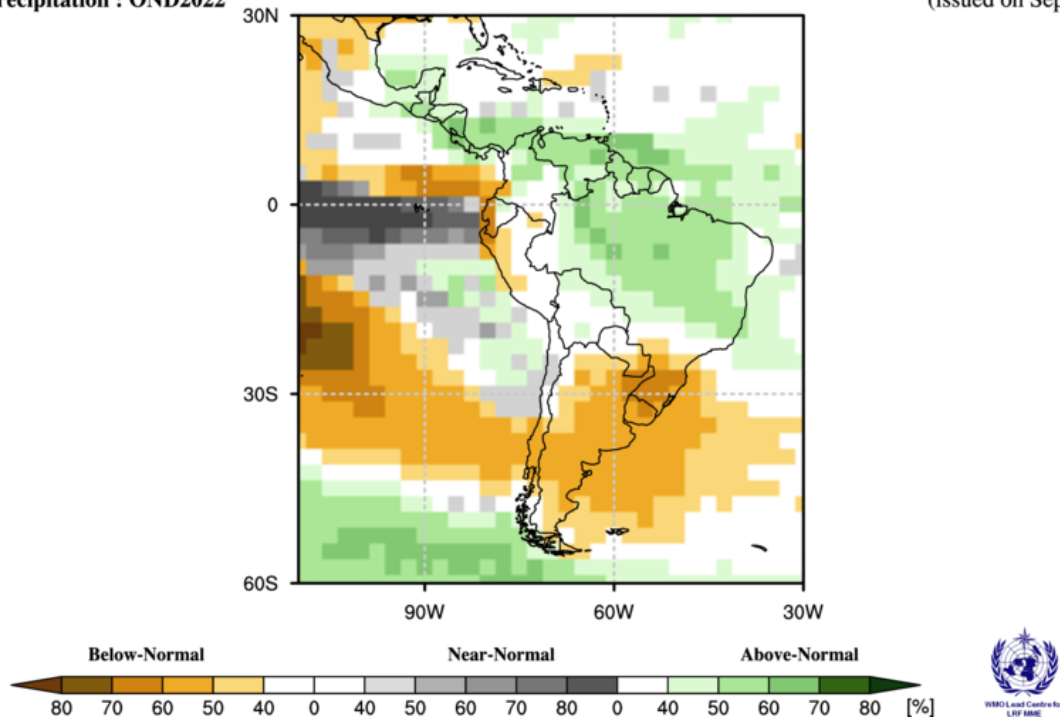 recipitation : OND2022
(issued on Sep
30N
0
30S
60S
90W 60W 30W
Below-Normal Near-Normal Above-Normal
80 70 60 50 40 0 40 50 60 70 80 0 40 50 60 70 80 [%]
WMO Lead Centre fo
LRF MME